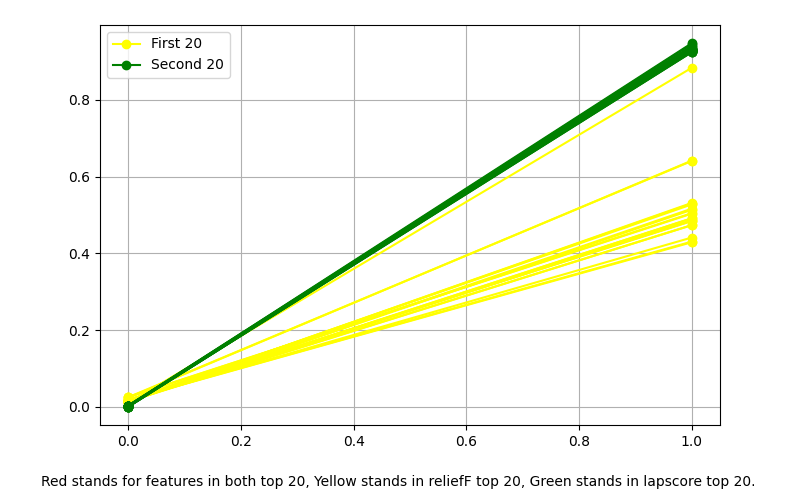 First 20
Second 20
0.8
0.6
0.4
0.2
0.0
0.0 0.2 0.4 0.6 0.8 1.0
Red stands for features in both top 20, Yellow stands in reliefF top 20, Green stands in lapscore top 20.